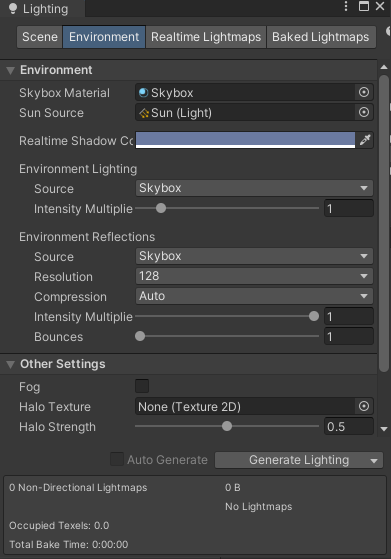 Lighting
Scene Environment Realtime Lightmaps Baked Lightmaps
Environment
Skybox Material Skybox
Sun Source Sun (Light)
Realtime Shadow Co
Environment Lighting
Source Skybox
Intensity Multiplie 1
Environment Reflections
Source Skybox
Resolution 128
Compression Auto
Intensity Multiplie 1
Bounces 1
Other Settings
Fog
Halo Texture None (Texture 2D)
Halo Strength 0.5
Auto Generate Generate Lighting
0 Non-Directional Lightmaps 0 B
No Lightmaps
Occupied Texels: 0.0
Total Bake Time: 0:00:00